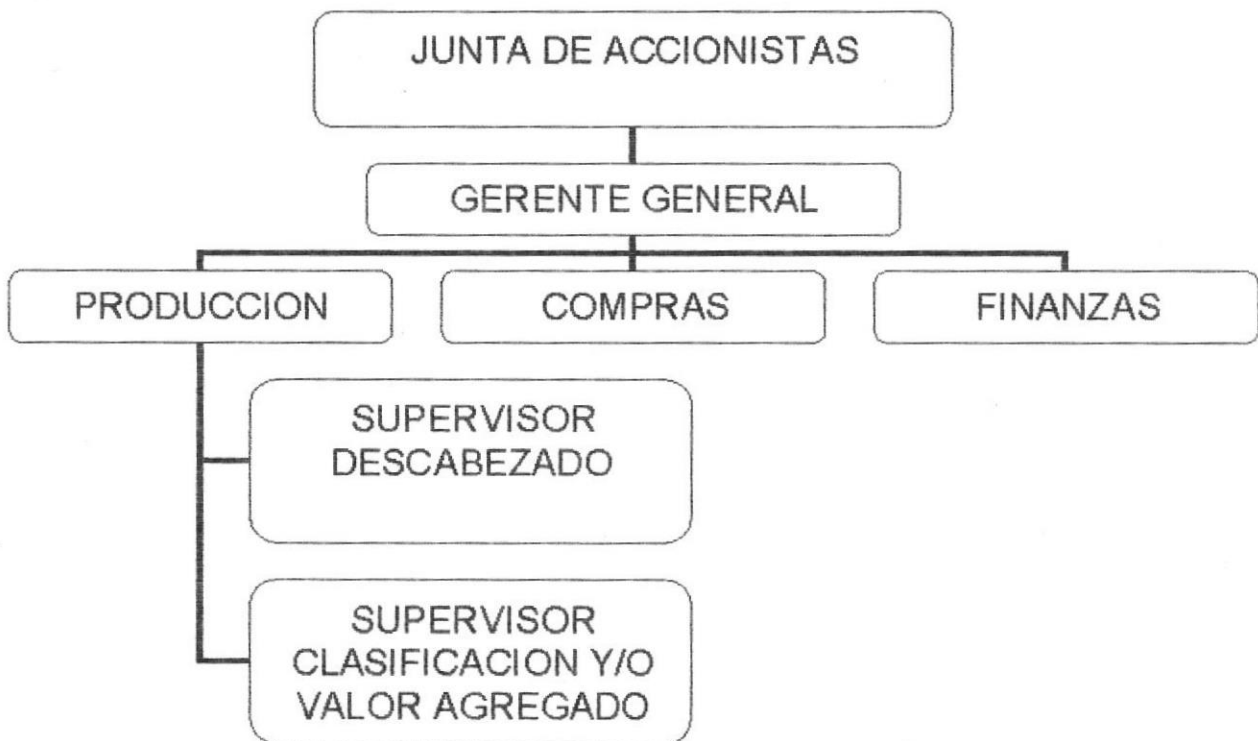 JUNTA DE ACCIONISTAS
GERENTE GENERAL
PRODUCCION
COMPRAS
FINANZAS
SUPERVISOR
DESCABEZADO
SUPERVISOR
CLASIFICACION Y/O
VALOR AGREGADO